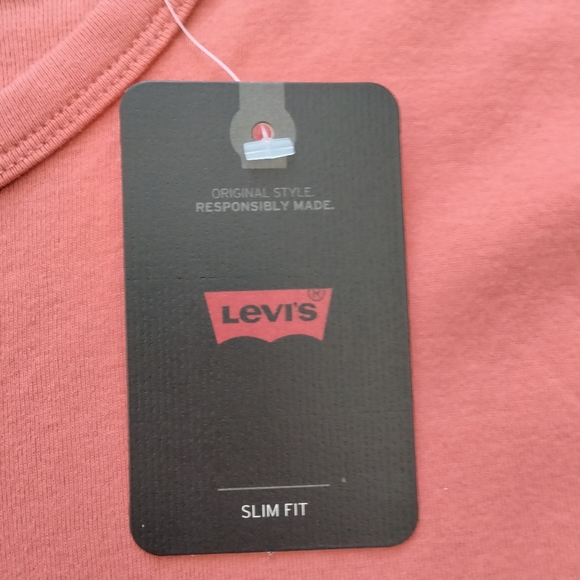 ORIGINAL STYLE.
RESPONSIBLY MADE.
Levi's®
SLIM FIT